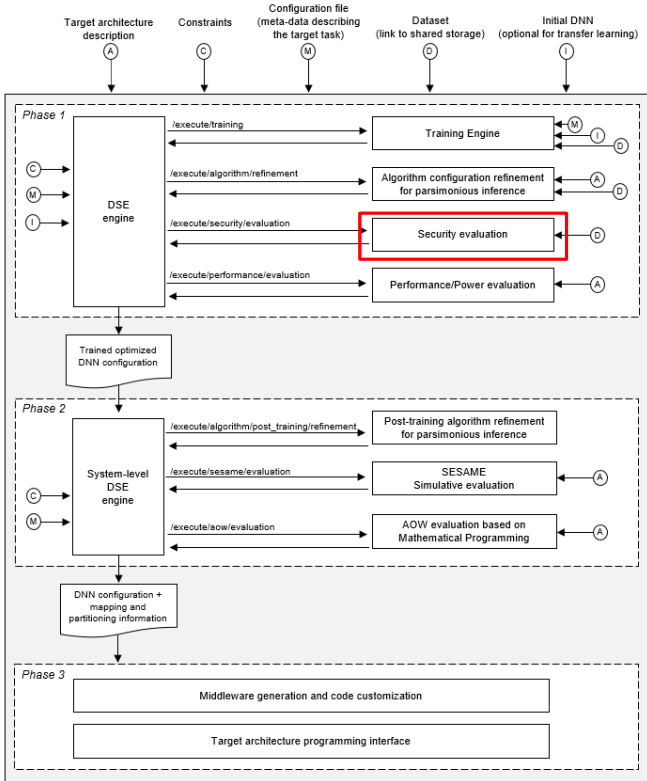 Target architecture
description
A
Constraints
C
Configuration file
(meta-data describing
the target task)
M
Dataset
(link to shared storage)
D
Initial DNN
(optional for transfer learning)
I
Phase 1
C
M
I
DSE
engine
/execute/training
Training Engine
M
I
D
/execute/algorithm/refinement
Algorithm configuration refinement
for parsimonious inference
A
D
/execute/security/evaluation
Security evaluation
D
/execute/performance/evaluation
Performance/Power evaluation
A
Trained optimized
DNN configuration
Phase 2
C
M
System-level
DSE
engine
/execute/algorithm/post_training/refinement
Post-training algorithm refinement
for parsimonious inference
/execute/sesame/evaluation
SESAME
Simulative evaluation
A
/execute/aow/evaluation
AOW evaluation based on
Mathematical Programming
A
DNN configuration +
mapping and
partitioning information
Phase 3
Middleware generation and code customization
Target architecture programming interface